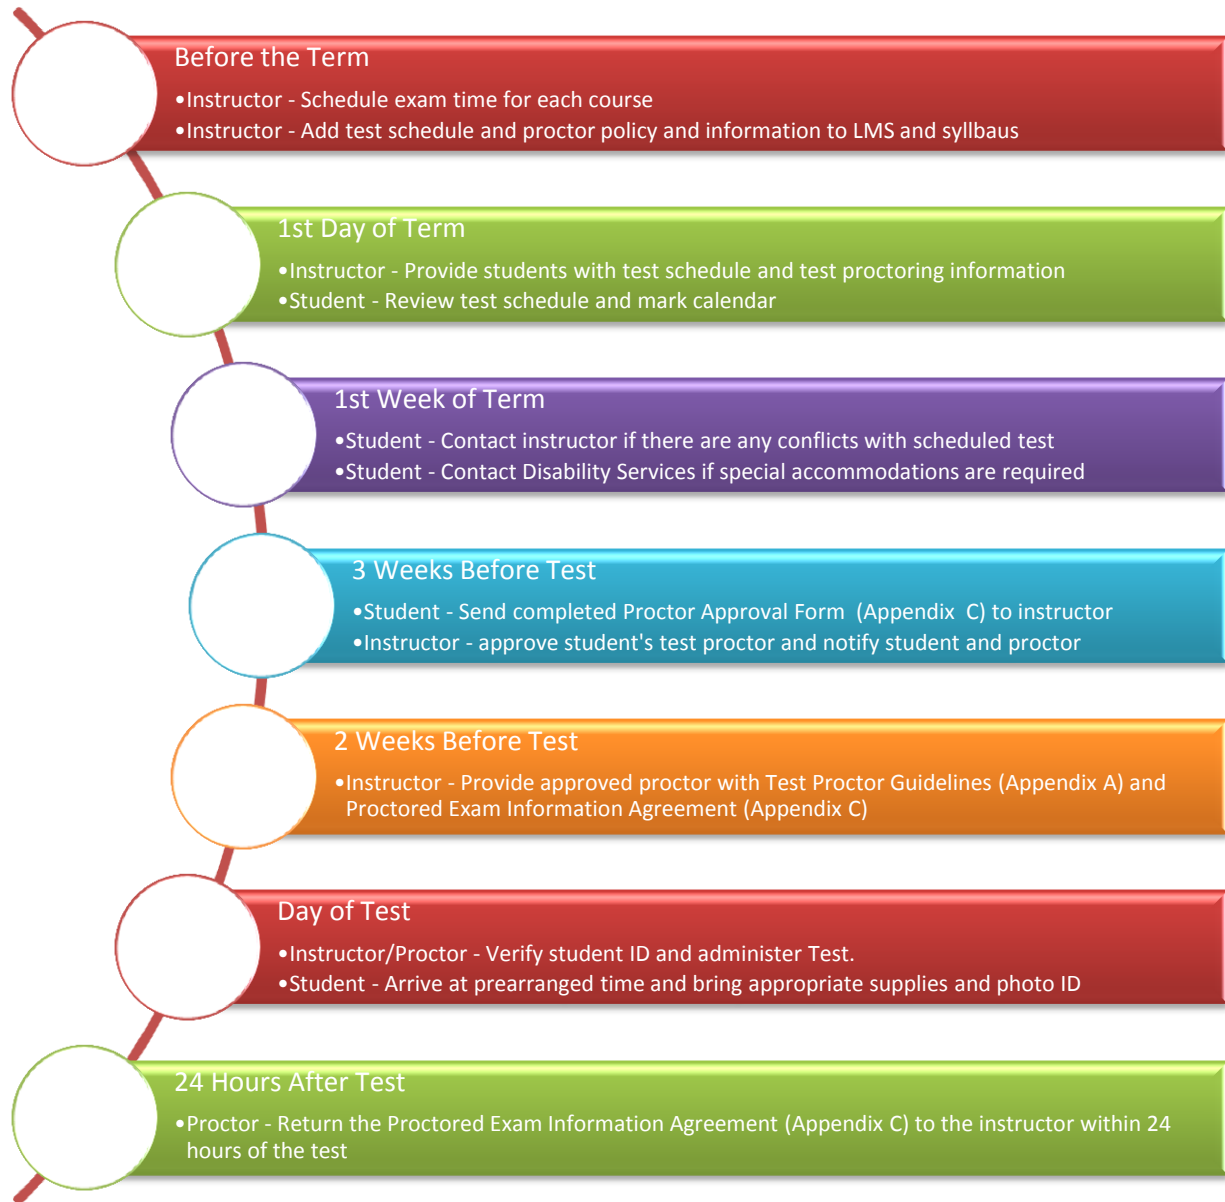 Before the Term
•Instructor - Schedule exam time for each course
•Instructor - Add test schedule and proctor policy and information to LMS and syllbaus
1st Day of Term
•Instructor - Provide students with test schedule and test proctoring information
•Student - Review test schedule and mark calendar
1st Week of Term
•Student - Contact instructor if there are any conflicts with scheduled test
•Student - Contact Disability Services if special accommodations are required
3 Weeks Before Test
•Student - Send completed Proctor Approval Form (Appendix C) to instructor
•Instructor - approve student's test proctor and notify student and proctor
2 Weeks Before Test
•Instructor - Provide approved proctor with Test Proctor Guidelines (Appendix A) and
Proctored Exam Information Agreement (Appendix C)
Day of Test
•Instructor/Proctor - Verify student ID and administer Test.
•Student - Arrive at prearranged time and bring appropriate supplies and photo ID
24 Hours After Test
•Proctor - Return the Proctored Exam Information Agreement (Appendix C) to the instructor within 24
hours of the test